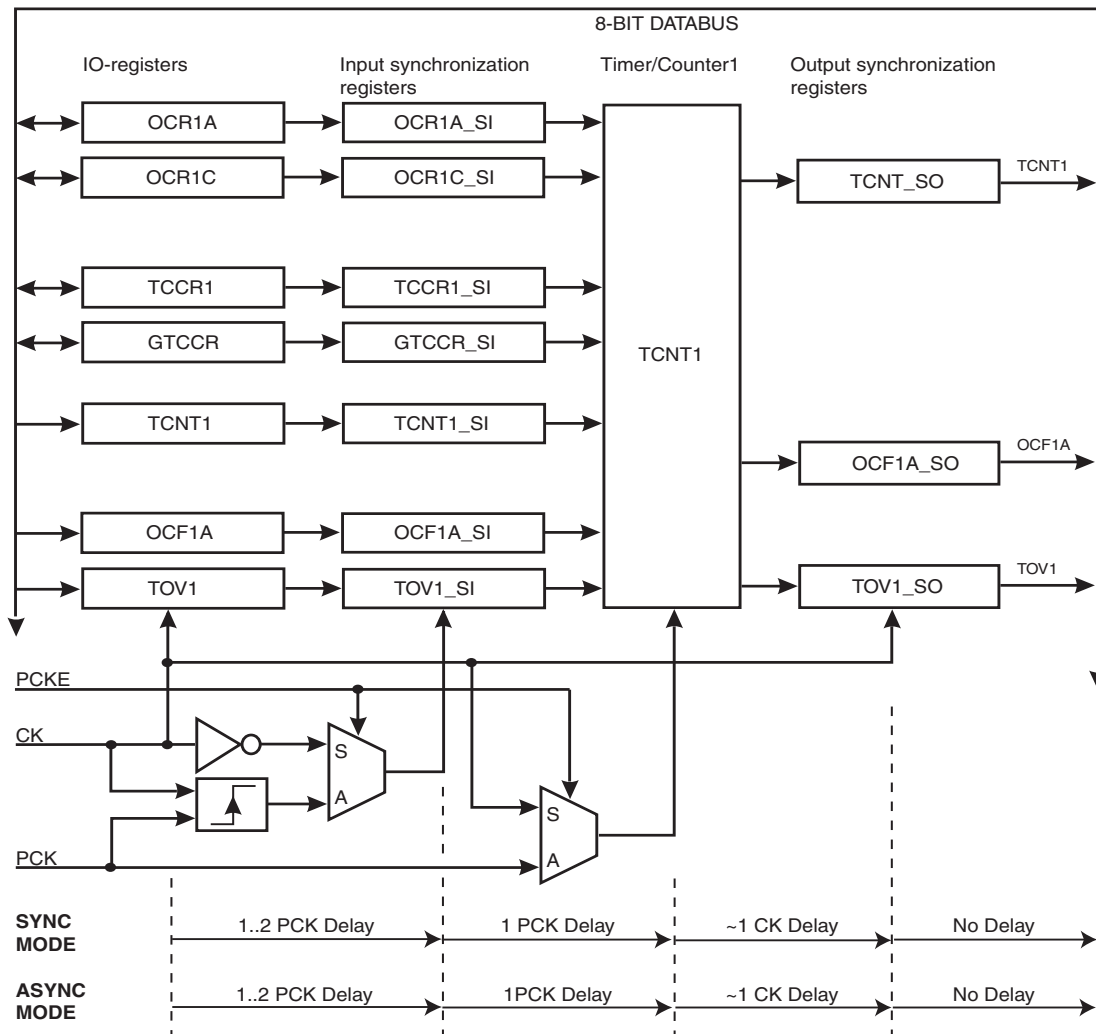 8-BIT DATABUS
IO-registers
Input synchronization
registers
Timer/Counter1
Output synchronization
registers
OCR1A
OCR1A_SI
OCR1C
OCR1C_SI
TCNT_SO
TCNT1
TCCR1
TCCR1_SI
GTCCR
GTCCR_SI
TCNT1
TCNT1
TCNT1_SI
OCF1A_SO
OCF1A
OCF1A
OCF1A_SI
TOV1
TOV1_SI
TOV1_SO
TOV1
PCKE
CK
S
A
S
A
PCK
SYNC
MODE
1..2 PCK Delay
1 PCK Delay
~1 CK Delay
No Delay
ASYNC
MODE
1..2 PCK Delay
1PCK Delay
~1 CK Delay
No Delay